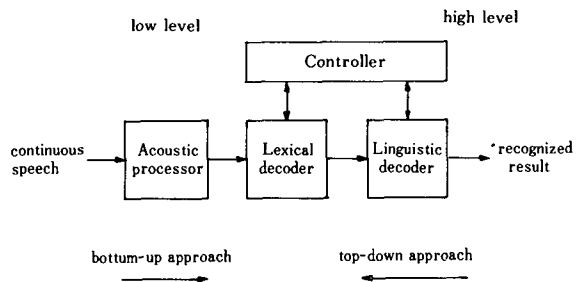 low level
high level
Controller
continuous
speech
Acoustic
processor
Lexical
decoder
Linguistic
decoder
recognized
result
bottum-up approach
top-down approach